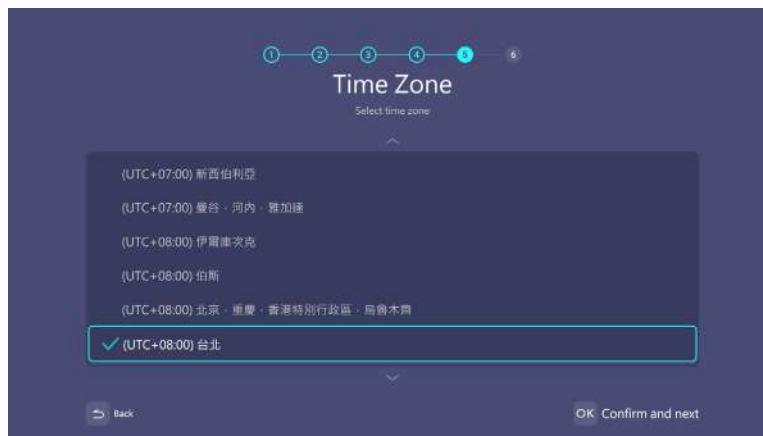 1 2 3 4 5 6
Time Zone
Select time zone
(UTC+07:00) 新西伯利亞
(UTC+07:00) 曼谷、河內、雅加達
(UTC+08:00) 伊爾庫次克
(UTC+08:00) 伯斯
(UTC+08:00) 北京、重慶、香港特別行政區、烏魯木齊
(UTC+08:00) 台北
Back
OK Confirm and next